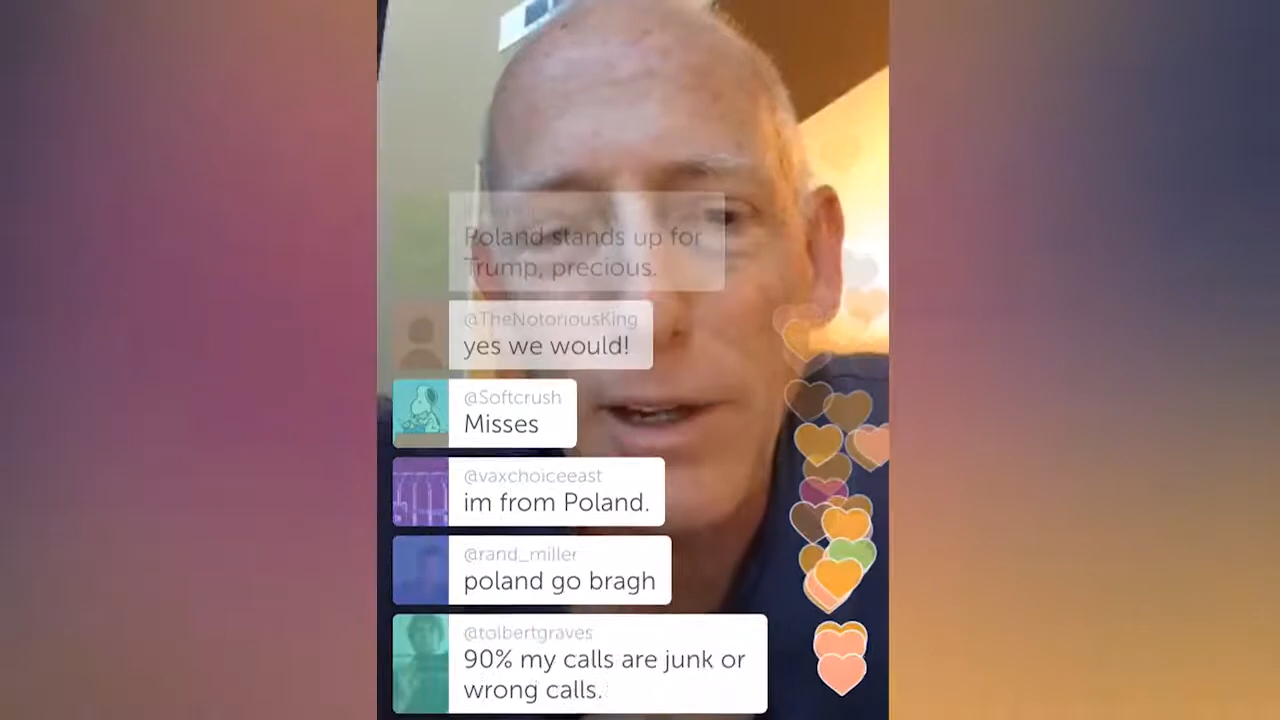 Poland stands up for
Trump, precious.
@TheNotoriousKing
yes we would!
@Softcrush
Misses
@vaxchoiceeast
im from Poland.
@rand_miller
poland go bragh
@tolbertgraves
90% my calls are junk or
wrong calls.